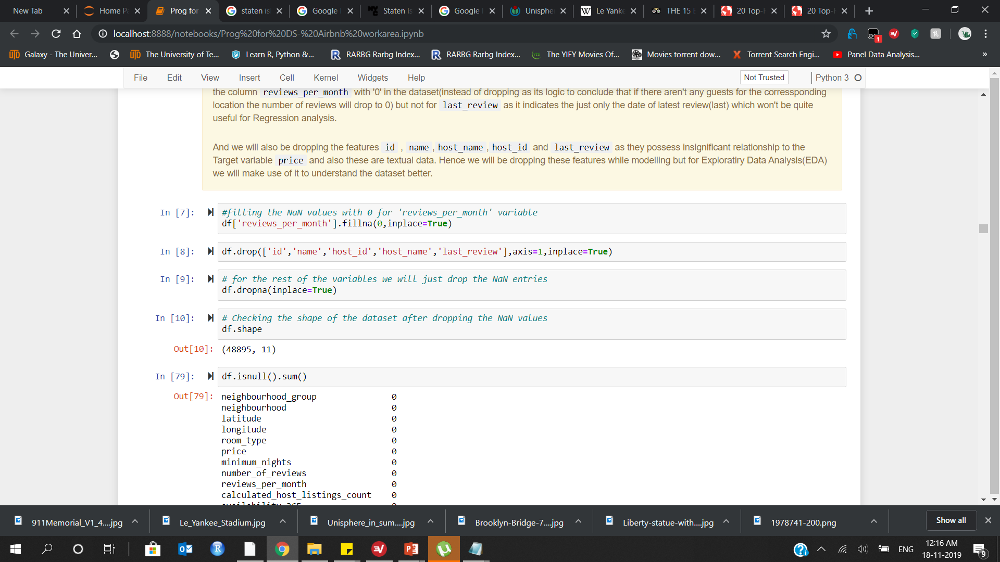 New Tab
Home Pa
Prog for
staten is
Google
Staten Is
Google
Unisphe
Le Yanke
THE 15
20 Top-
20 Top-
localhost:8888/notebooks/Prog%20for%20DS-%20Airbnb%20workarea.ipynb
1
Galaxy - The Univer...
The University of Te...
Learn R, Python &...
RARBG Rarbg Index...
RARBG Rarbg Index...
The YIFY Movies Of...
Movies torrent dow...
Torrent Search Engi...
Panel Data Analysis...
»
File Edit View Insert Cell Kernel Widgets Help
Not Trusted
Python 3
the column reviews_per_month with '0' in the dataset(instead of dropping as its logic to conclude that if there aren't any guests for the corressponding
location the number of reviews will drop to 0) but not for last_review as it indicates the just only the date of latest review(last) which won't be quite
useful for Regression analysis.
And we will also be dropping the features id , name , host_name , host_id and last_review as they possess insignificant relationship to the
Target variable price and also these are textual data. Hence we will be dropping these features while modelling but for Exploratiry Data Analysis(EDA)
we will make use of it to understand the dataset better.
In [7]:
#filling the NaN values with 0 for 'reviews_per_month' variable
df['reviews_per_month'].fillna(0,inplace=True)
In [8]:
df.drop(['id','name','host_id','host_name','last_review'],axis=1,inplace=True)
In [9]:
# for the rest of the variables we will just drop the NaN entries
df.dropna(inplace=True)
In [10]:
# Checking the shape of the dataset after dropping the NaN values
df.shape
Out[10]: (48895, 11)
In [79]:
df.isnull().sum()
Out[79]: neighbourhood_group 0
neighbourhood 0
latitude 0
longitude 0
room_type 0
price 0
minimum_nights 0
number_of_reviews 0
reviews_per_month 0
calculated_host_listings_count 0
availability_365 0
911Memorial_V1_4....jpg
Le_Yankee_Stadium.jpg
Unisphere_in_sum....jpg
Brooklyn-Bridge-7....jpg
Liberty-statue-with....jpg
1978741-200.png
Show all
ENG
12:16 AM
18-11-2019
9